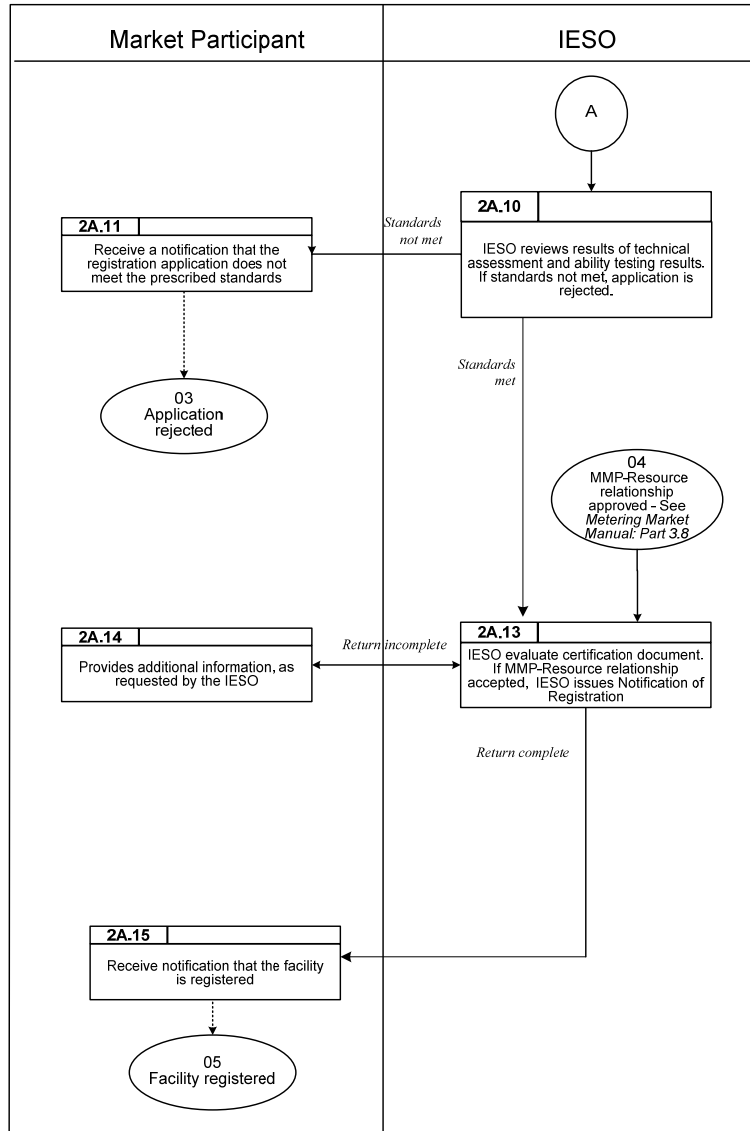 Market Participant
IESO
A
2A.10
IESO reviews results of technical
assessment and ability testing results.
If standards not met, application is
rejected.
Standards
not met
2A.11
Receive a notification that the
registration application does not
meet the prescribed standards
03
Application
rejected
Standards
met
04
MMP-Resource
relationship
approved - See
Metering Market
Manual: Part 3.8
2A.13
IESO evaluate certification document.
If MMP-Resource relationship
accepted, IESO issues Notification of
Registration
Return incomplete
2A.14
Provides additional information, as
requested by the IESO
Return complete
2A.15
Receive notification that the facility
is registered
05
Facility registered